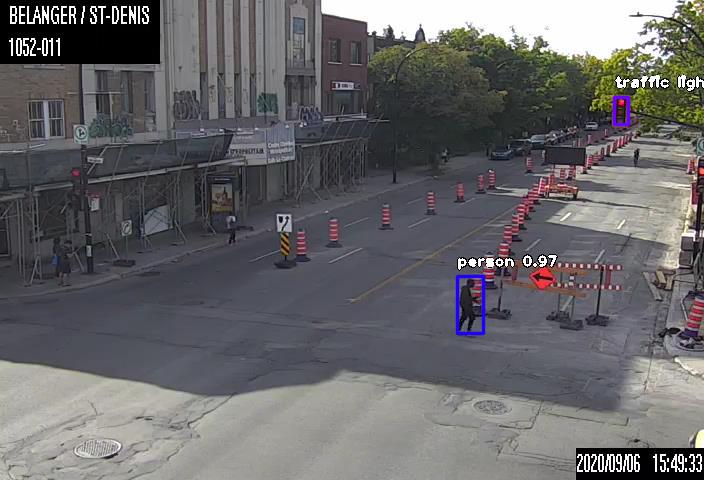 BELANGER / ST-DENIS
1052-011
traffic ligh
person 0.97
2020/09/06 15:49:33